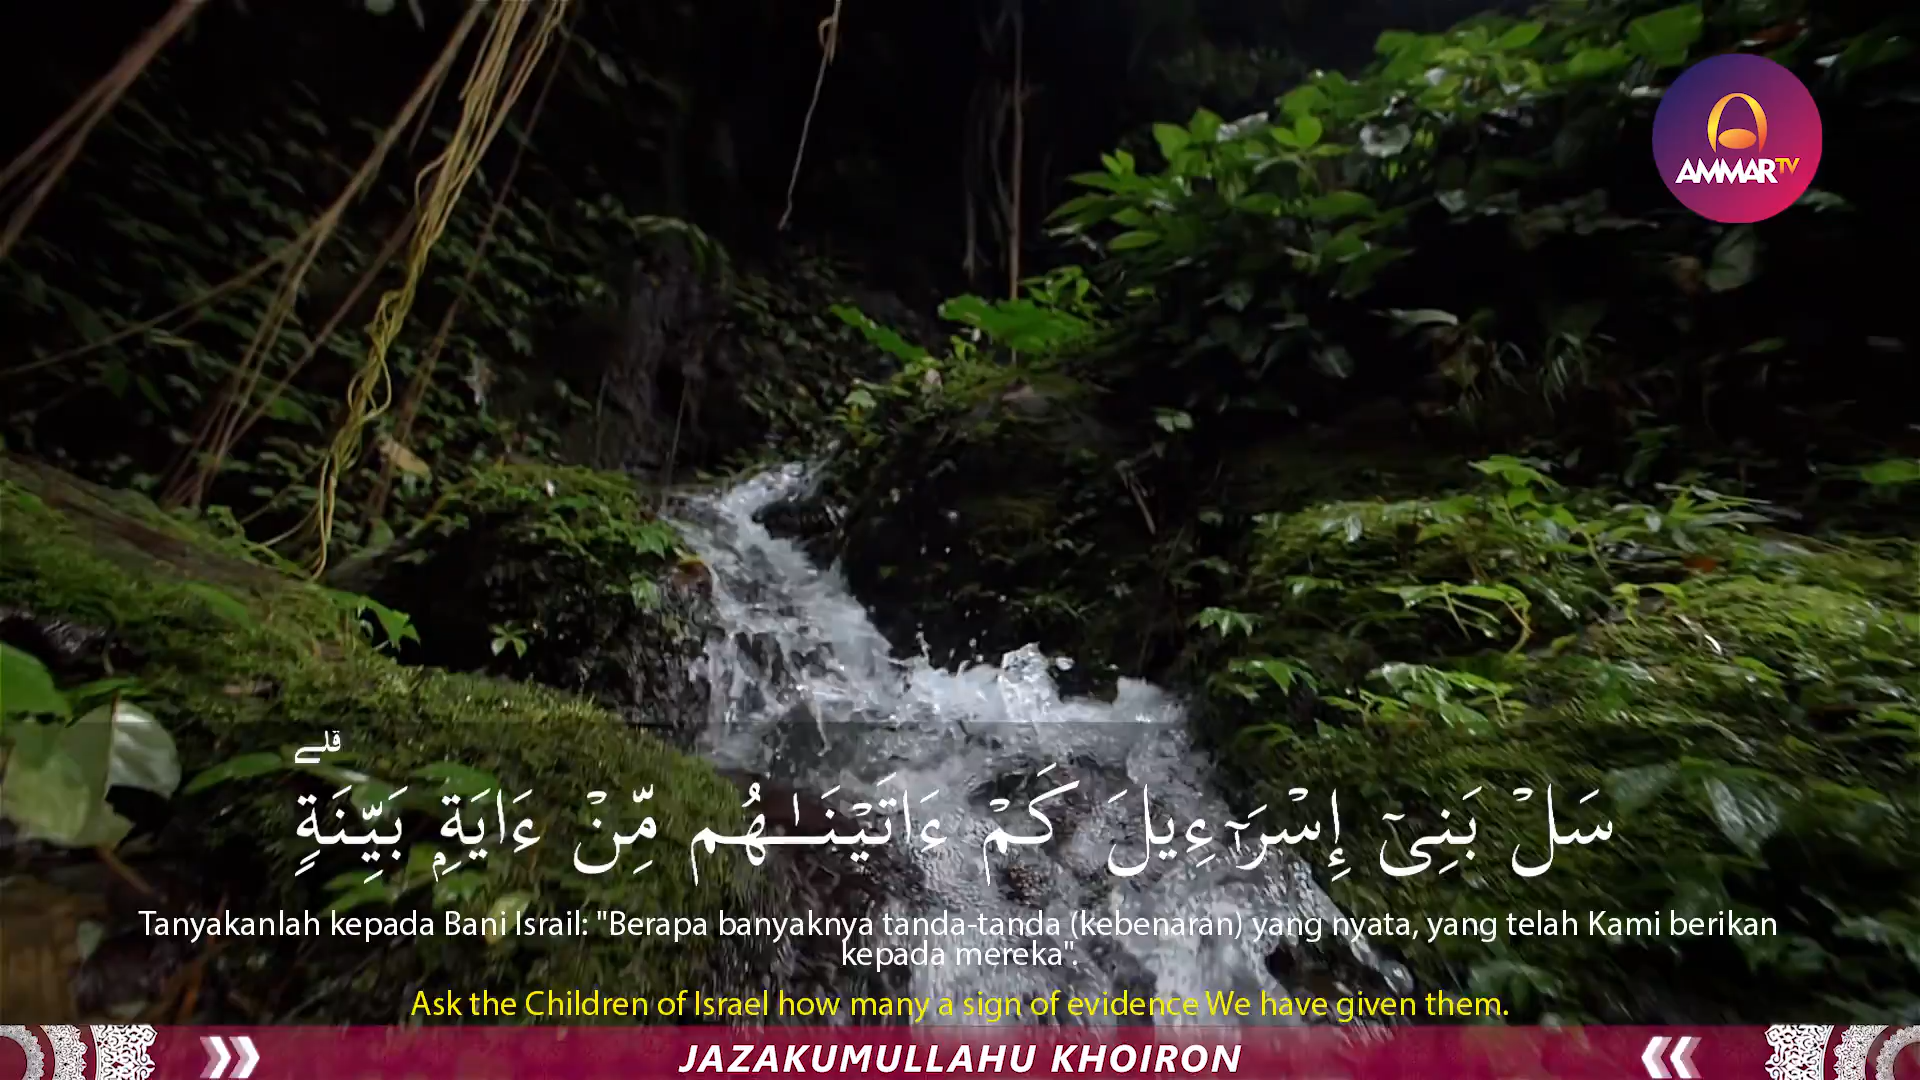 AMMARTV
سَلْ بَنِىٓ إِسْرَٰٓءِيلَ كَمْ ءَاتَيْنَـٰهُم مِّنْ ءَايَةٍۭ بَيِّنَةٍ ۗ
Tanyakanlah kepada Bani Israil: "Berapa banyaknya tanda-tanda (kebenaran) yang nyata, yang telah Kami berikan
kepada mereka".
Ask the Children of Israel how many a sign of evidence We have given them.
JAZAKUMULLAHU KHOIRON